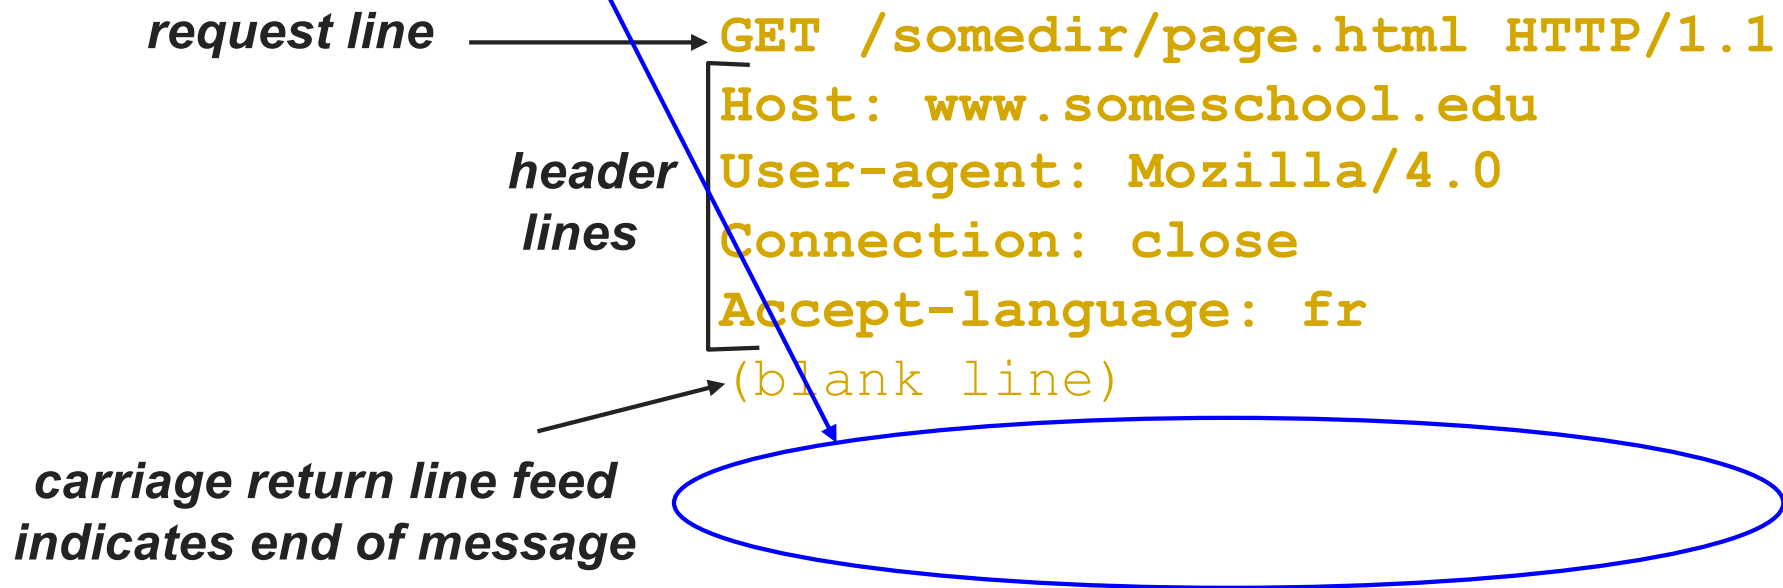 request line
GET /somedir/page.html HTTP/1.1
Host: www.someschool.edu
header
lines
User-agent: Mozilla/4.0
Connection: close
Accept-language: fr
(blank line)
carriage return line feed
indicates end of message